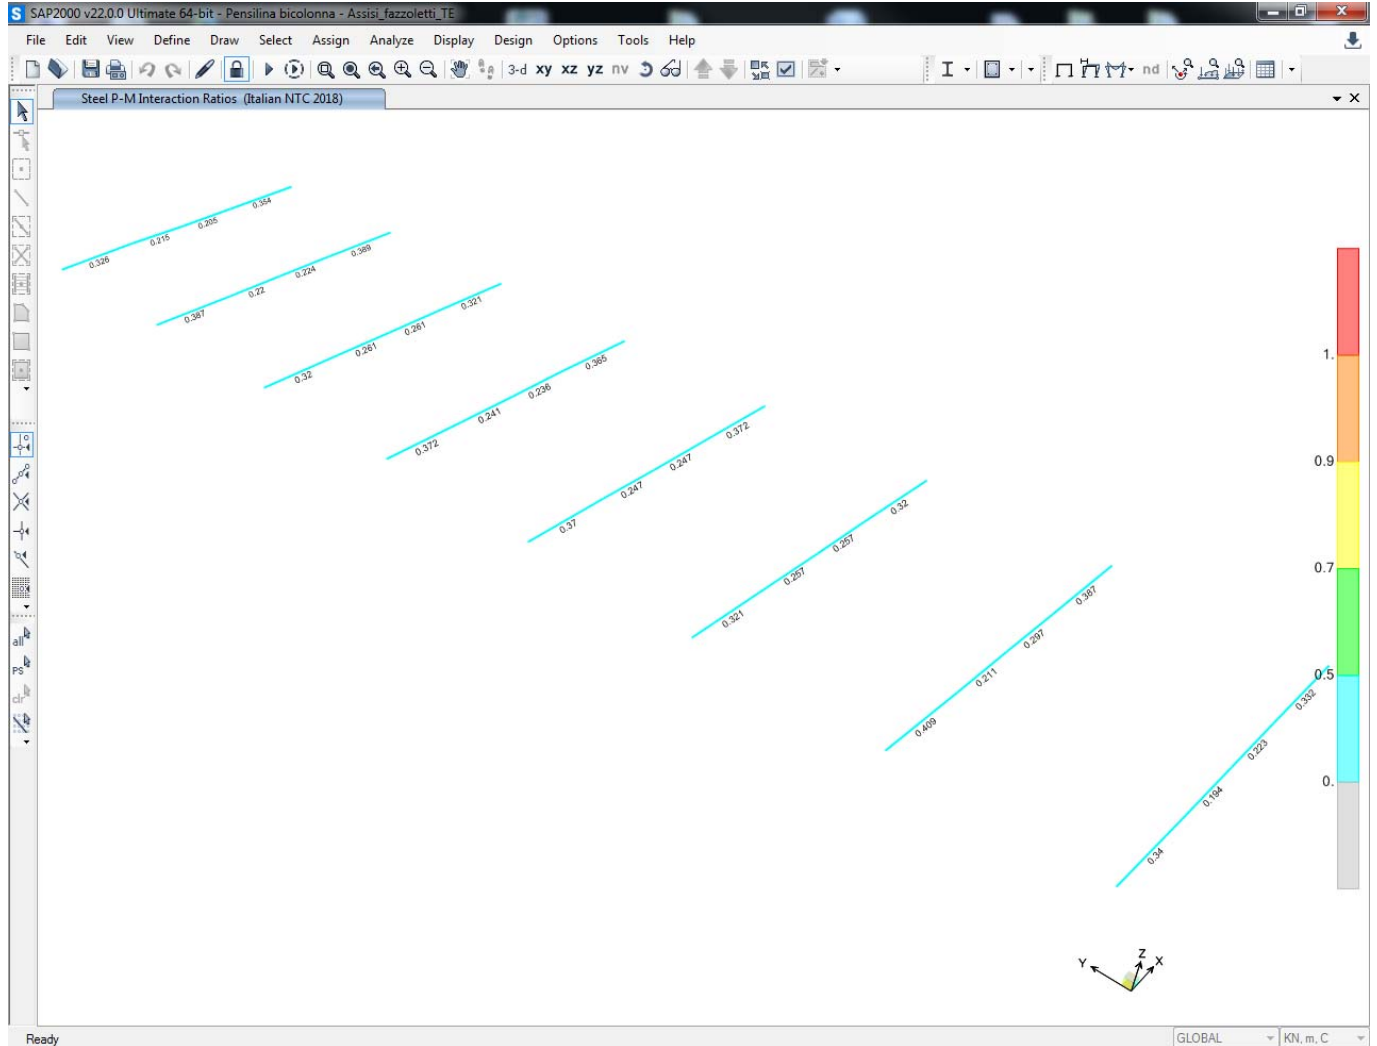 SAP2000 v22.0.0 Ultimate 64-bit - Pensilina bicolonna - Assisi_fazzoletti_TE
File Edit View Define Draw Select Assign Analyze Display Design Options Tools Help
3-d xy xz yz nv nd
Steel P-M Interaction Ratios (Italian NTC 2018)
0.326 0.215 0.205 0.354
0.387 0.22 0.224 0.389
0.32 0.261 0.261 0.321
0.372 0.241 0.236 0.365
0.37 0.247 0.247 0.372
0.321 0.257 0.257 0.32
0.409 0.211 0.297 0.387
0.34 0.194 0.223 0.332
1.
0.9
0.7
0.5
0.
all
PS
clr
Z
Y X
Ready GLOBAL KN, m, C